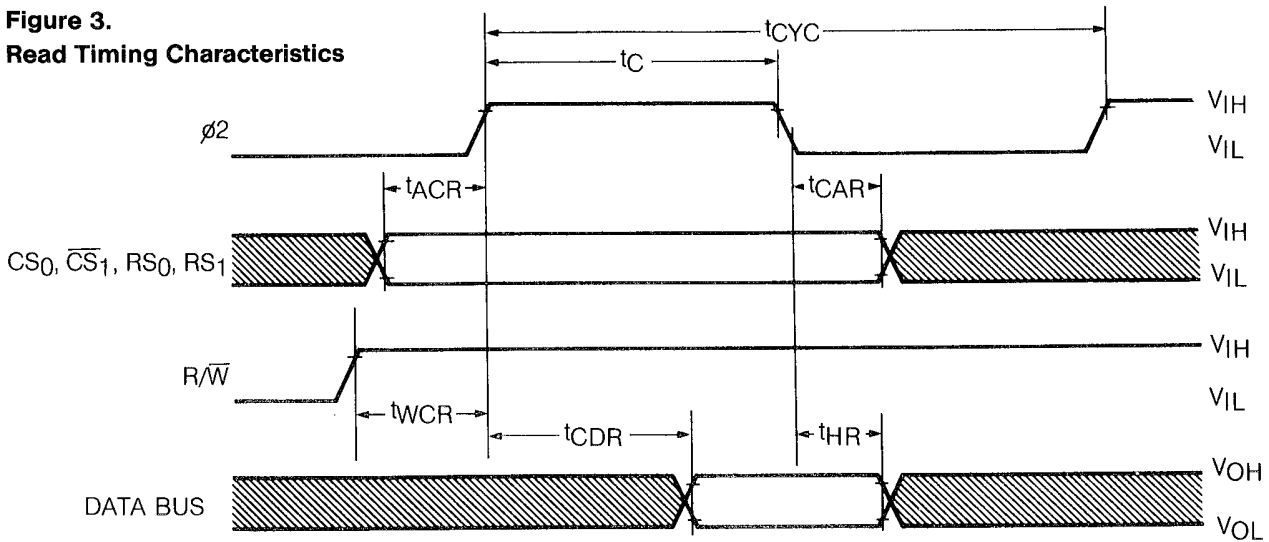 Figure 3.
Read Timing Characteristics
tCYC
tC
ø2
VIH
VIL
tACR
tCAR
CS0, C̅S̅1, RS0, RS1
VIH
VIL
R/W̅
VIH
VIL
tWCR
tCDR
tHR
DATA BUS
VOH
VOL